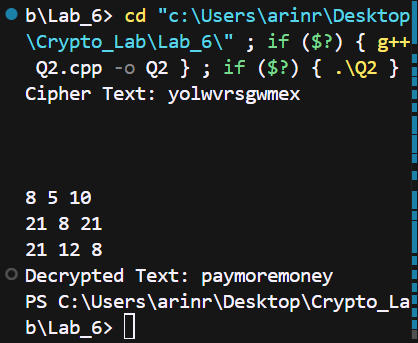 b\Lab_6> cd "c:\Users\arinr\Desktop
\Crypto_Lab\Lab_6\" ; if ($?) { g++
 Q2.cpp -o Q2 } ; if ($?) { .\Q2 }
Cipher Text: yolwvrsgwmex
8 5 10
21 8 21
21 12 8
Decrypted Text: paymoremoney
PS C:\Users\arinr\Desktop\Crypto_La
b\Lab_6>